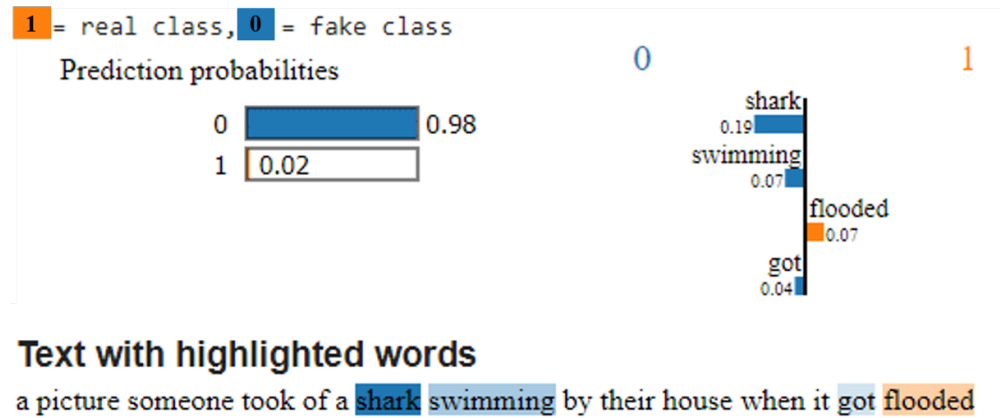 1 = real class, 0 = fake class
Prediction probabilities
0 0.98
1 0.02
0 1
shark
0.19
swimming
0.07
flooded
0.07
got
0.04
Text with highlighted words
a picture someone took of a shark swimming by their house when it got flooded